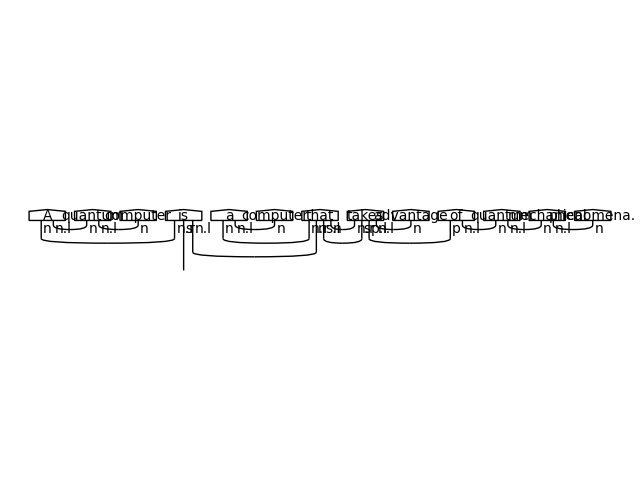 A quantum computer is a computer that takes advantage of quantum mechanical phenomena.
n n.l n n.l n n.s n.l n n.l n n n.l n p n.l n n.l n n.l n